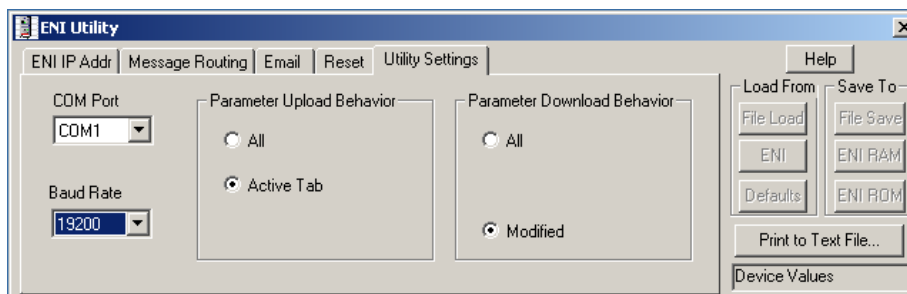 ENI Utility
ENI IP Addr
Message Routing
Email
Reset
Utility Settings
COM Port
COM1
Baud Rate
19200
Parameter Upload Behavior
All
Active Tab
Parameter Download Behavior
All
Modified
Help
Load From
File Load
ENI
Defaults
Save To
File Save
ENI RAM
ENI ROM
Print to Text File...
Device Values